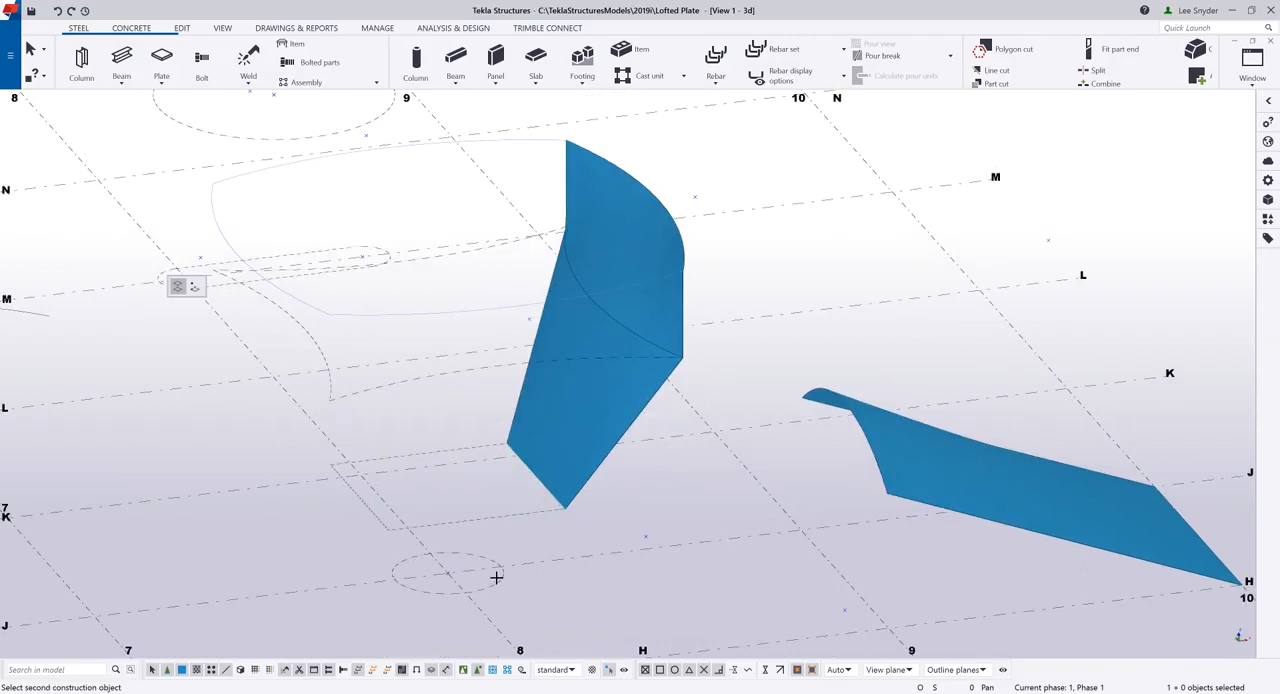 Tekla Structures - C:\TeklaStructuresModels\2019i\Lofted Plate - [View 1 - 3d]
Lee Snyder
STEEL CONCRETE EDIT VIEW DRAWINGS & REPORTS MANAGE ANALYSIS & DESIGN TRIMBLE CONNECT
Quick Launch
Item
Bolted parts
Assembly
Column Beam Plate Bolt Weld
Column Beam Panel Slab Footing
Item
Cast unit
Rebar
Rebar set
Rebar display
options
Pour view
Pour break
Calculate pour units
Polygon cut
Line cut
Part cut
Fit part end
Split
Combine
Window
8 9 10 N
N M
M L
L K
7
K J
J H
10
7 8 H 9
Search in model
standard
Auto
View plane
Outline planes
Select second construction object
O S 0 Pan Current phase: 1, Phase 1 1 + 0 objects selected